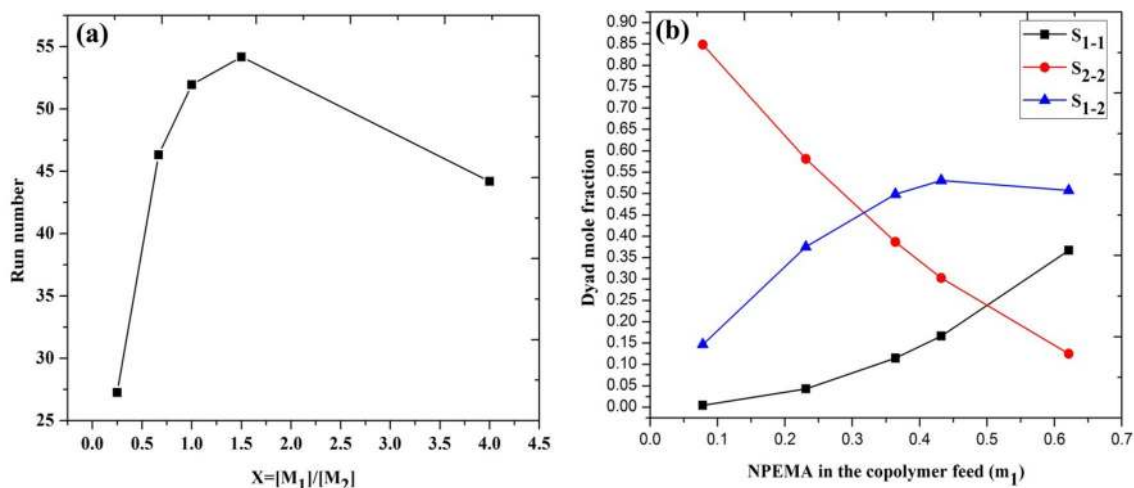 (a)
Run number
55
50
45
40
35
30
25
0.0 0.5 1.0 1.5 2.0 2.5 3.0 3.5 4.0 4.5
X=[M1]/[M2]
(b)
S1-1
S2-2
S1-2
Dyad mole fraction
0.90
0.85
0.80
0.75
0.70
0.65
0.60
0.55
0.50
0.45
0.40
0.35
0.30
0.25
0.20
0.15
0.10
0.05
0.00
0.0 0.1 0.2 0.3 0.4 0.5 0.6 0.7
NPEMA in the copolymer feed (m1)